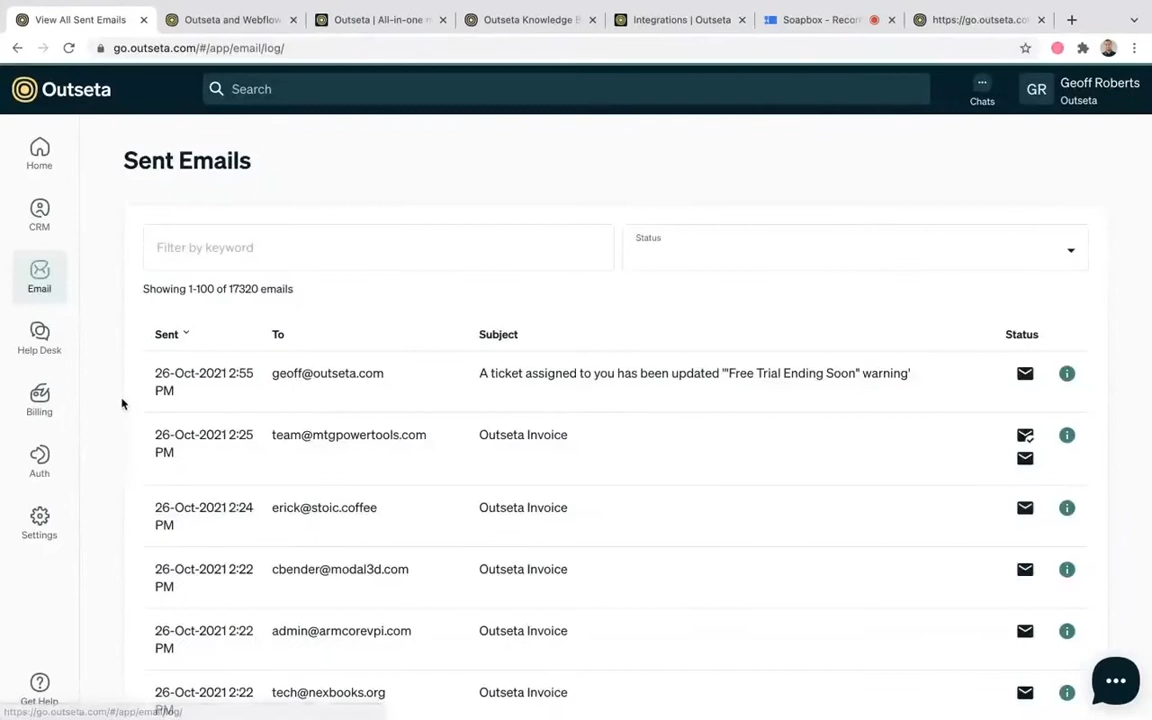 View All Sent Emails
Outseta and Webflow
Outseta | All-in-one m
Outseta Knowledge B
Integrations | Outseta
Soapbox - Recor
https://go.outseta.co
go.outseta.com/#/app/email/log/
Outseta
Search
Chats
GR
Geoff Roberts
Outseta
Home
CRM
Email
Help Desk
Billing
Auth
Settings
Get Help
Sent Emails
Filter by keyword
Status
Showing 1-100 of 17320 emails
Sent To Subject Status
26-Oct-2021 2:55 PM geoff@outseta.com A ticket assigned to you has been updated '"Free Trial Ending Soon" warning'
26-Oct-2021 2:25 PM team@mtgpowertools.com Outseta Invoice
26-Oct-2021 2:24 PM erick@stoic.coffee Outseta Invoice
26-Oct-2021 2:22 PM cbender@modal3d.com Outseta Invoice
26-Oct-2021 2:22 PM admin@armcorevpi.com Outseta Invoice
26-Oct-2021 2:22 PM tech@nexbooks.org Outseta Invoice
https://go.outseta.com/#/app/email/log/